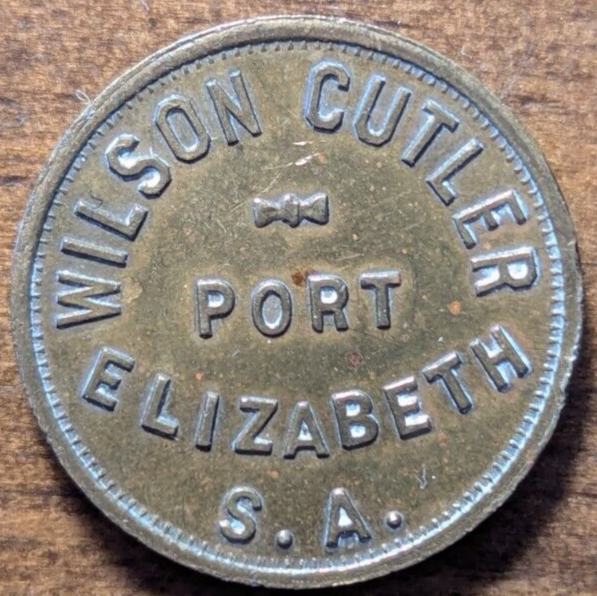 WILSON CUTLER
PORT
ELIZABETH
S.A.